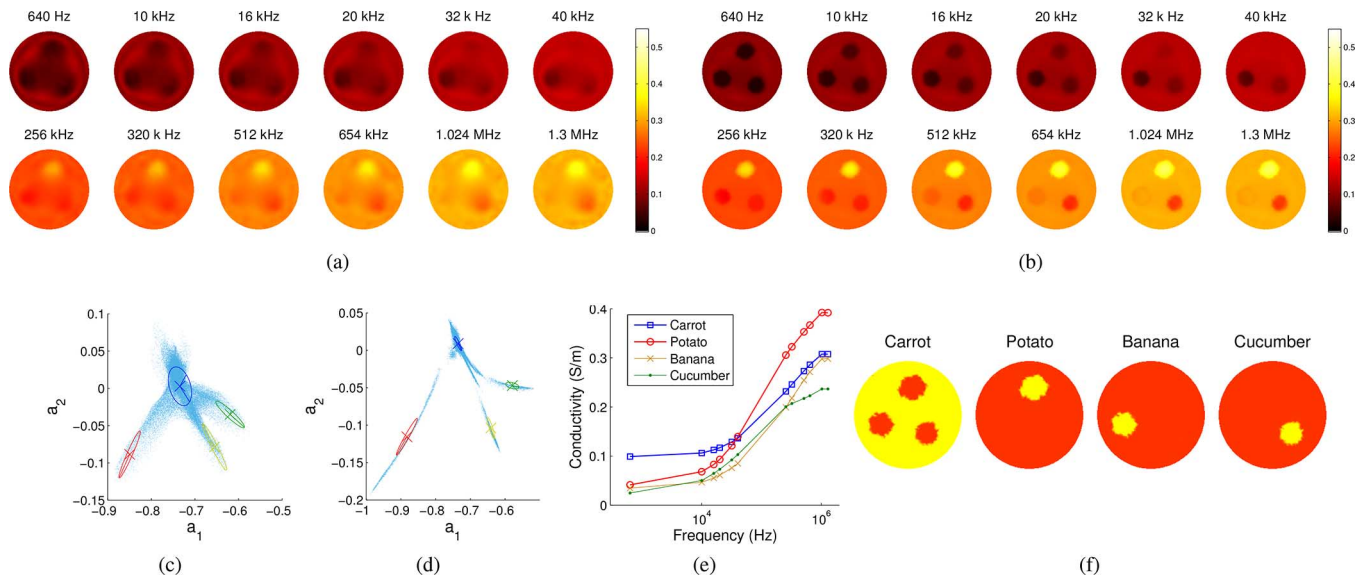 640 Hz 10 kHz 16 kHz 20 kHz 32 k Hz 40 kHz
256 kHz 320 k Hz 512 kHz 654 kHz 1.024 MHz 1.3 MHz
0.5
0.4
0.3
0.2
0.1
0
(a)
640 Hz 10 kHz 16 kHz 20 kHz 32 k Hz 40 kHz
256 kHz 320 k Hz 512 kHz 654 kHz 1.024 MHz 1.3 MHz
0.5
0.4
0.3
0.2
0.1
0
(b)
a2
0.1
0.05
0
−0.05
−0.1
−0.15
−0.9 −0.8 −0.7 −0.6 −0.5
a1
(c)
a2
0.05
0
−0.05
−0.1
−0.15
−0.2
−1 −0.9 −0.8 −0.7 −0.6
a1
(d)
Conductivity (S/m)
0.4
0.3
0.2
0.1
0
Carrot
Potato
Banana
Cucumber
10^4 10^6
Frequency (Hz)
(e)
Carrot Potato Banana Cucumber
(f)